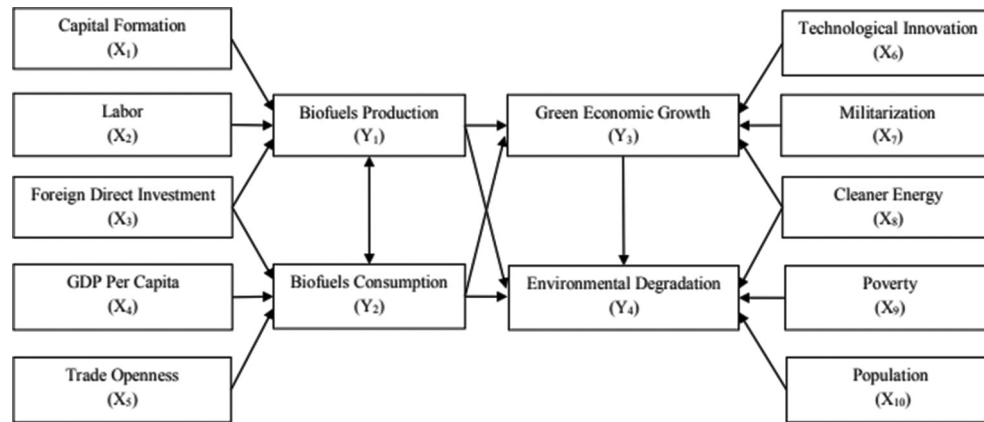 Capital Formation
(X₁)
Labor
(X₂)
Foreign Direct Investment
(X₃)
GDP Per Capita
(X₄)
Trade Openness
(X₅)
Biofuels Production
(Y₁)
Biofuels Consumption
(Y₂)
Green Economic Growth
(Y₃)
Environmental Degradation
(Y₄)
Technological Innovation
(X₆)
Militarization
(X₇)
Cleaner Energy
(X₈)
Poverty
(X₉)
Population
(X₁₀)